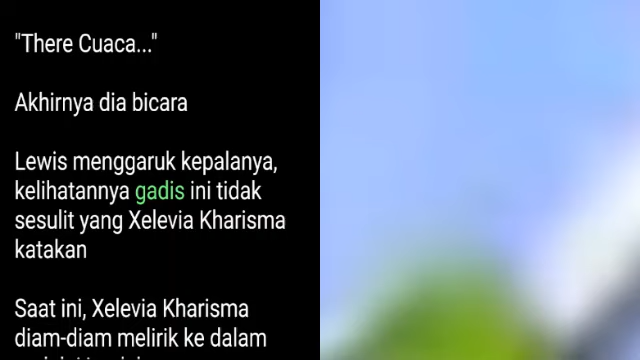 "There Cuaca..."
Akhirnya dia bicara
Lewis menggaruk kepalanya,
kelihatannya gadis ini tidak
sesulit yang Xelevia Kharisma
katakan
Saat ini, Xelevia Kharisma
diam-diam melirik ke dalam